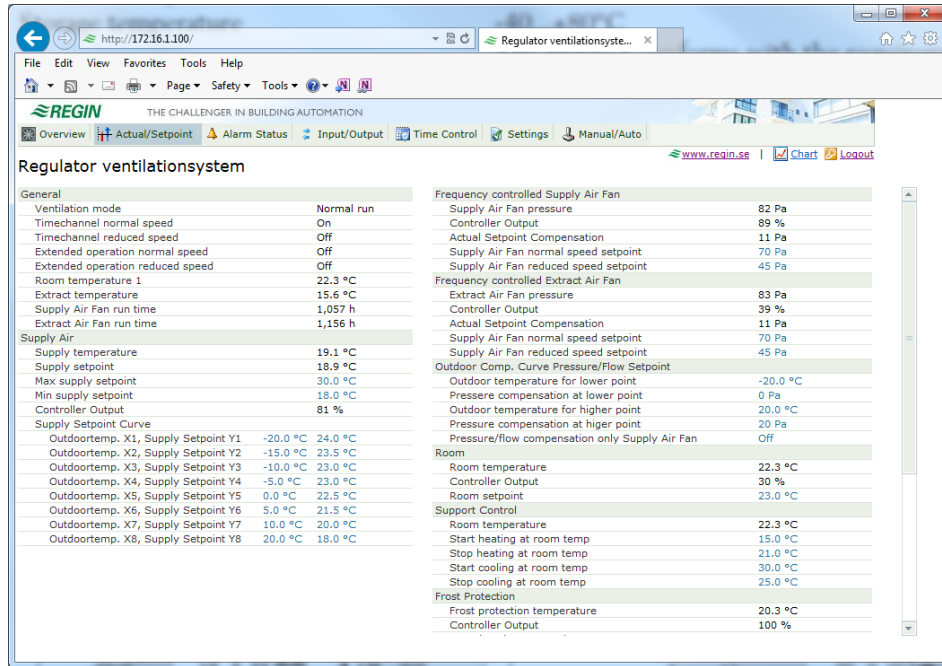 Storage temperature -40...+80°C
http://172.16.1.100/
Regulator ventilationsyste...
File Edit View Favorites Tools Help
Page Safety Tools
REGIN THE CHALLENGER IN BUILDING AUTOMATION
Overview Actual/Setpoint Alarm Status Input/Output Time Control Settings Manual/Auto
www.regin.se | Chart Logout
Regulator ventilationsystem
General
Ventilation mode Normal run
Timechannel normal speed On
Timechannel reduced speed Off
Extended operation normal speed Off
Extended operation reduced speed Off
Room temperature 1 22.3 °C
Extract temperature 15.6 °C
Supply Air Fan run time 1,057 h
Extract Air Fan run time 1,156 h
Supply Air
Supply temperature 19.1 °C
Supply setpoint 18.9 °C
Max supply setpoint 30.0 °C
Min supply setpoint 18.0 °C
Controller Output 81 %
Supply Setpoint Curve
Outdoortemp. X1, Supply Setpoint Y1 -20.0 °C 24.0 °C
Outdoortemp. X2, Supply Setpoint Y2 -15.0 °C 23.5 °C
Outdoortemp. X3, Supply Setpoint Y3 -10.0 °C 23.0 °C
Outdoortemp. X4, Supply Setpoint Y4 -5.0 °C 23.0 °C
Outdoortemp. X5, Supply Setpoint Y5 0.0 °C 22.5 °C
Outdoortemp. X6, Supply Setpoint Y6 5.0 °C 21.5 °C
Outdoortemp. X7, Supply Setpoint Y7 10.0 °C 20.0 °C
Outdoortemp. X8, Supply Setpoint Y8 20.0 °C 18.0 °C
Frequency controlled Supply Air Fan
Supply Air Fan pressure 82 Pa
Controller Output 89 %
Actual Setpoint Compensation 11 Pa
Supply Air Fan normal speed setpoint 70 Pa
Supply Air Fan reduced speed setpoint 45 Pa
Frequency controlled Extract Air Fan
Extract Air Fan pressure 83 Pa
Controller Output 39 %
Actual Setpoint Compensation 11 Pa
Supply Air Fan normal speed setpoint 70 Pa
Supply Air Fan reduced speed setpoint 45 Pa
Outdoor Comp. Curve Pressure/Flow Setpoint
Outdoor temperature for lower point -20.0 °C
Pressere compensation at lower point 0 Pa
Outdoor temperature for higher point 20.0 °C
Pressure compensation at higer point 20 Pa
Pressure/flow compensation only Supply Air Fan Off
Room
Room temperature 22.3 °C
Controller Output 30 %
Room setpoint 23.0 °C
Support Control
Room temperature 22.3 °C
Start heating at room temp 15.0 °C
Stop heating at room temp 21.0 °C
Start cooling at room temp 30.0 °C
Stop cooling at room temp 25.0 °C
Frost Protection
Frost protection temperature 20.3 °C
Controller Output 100 %